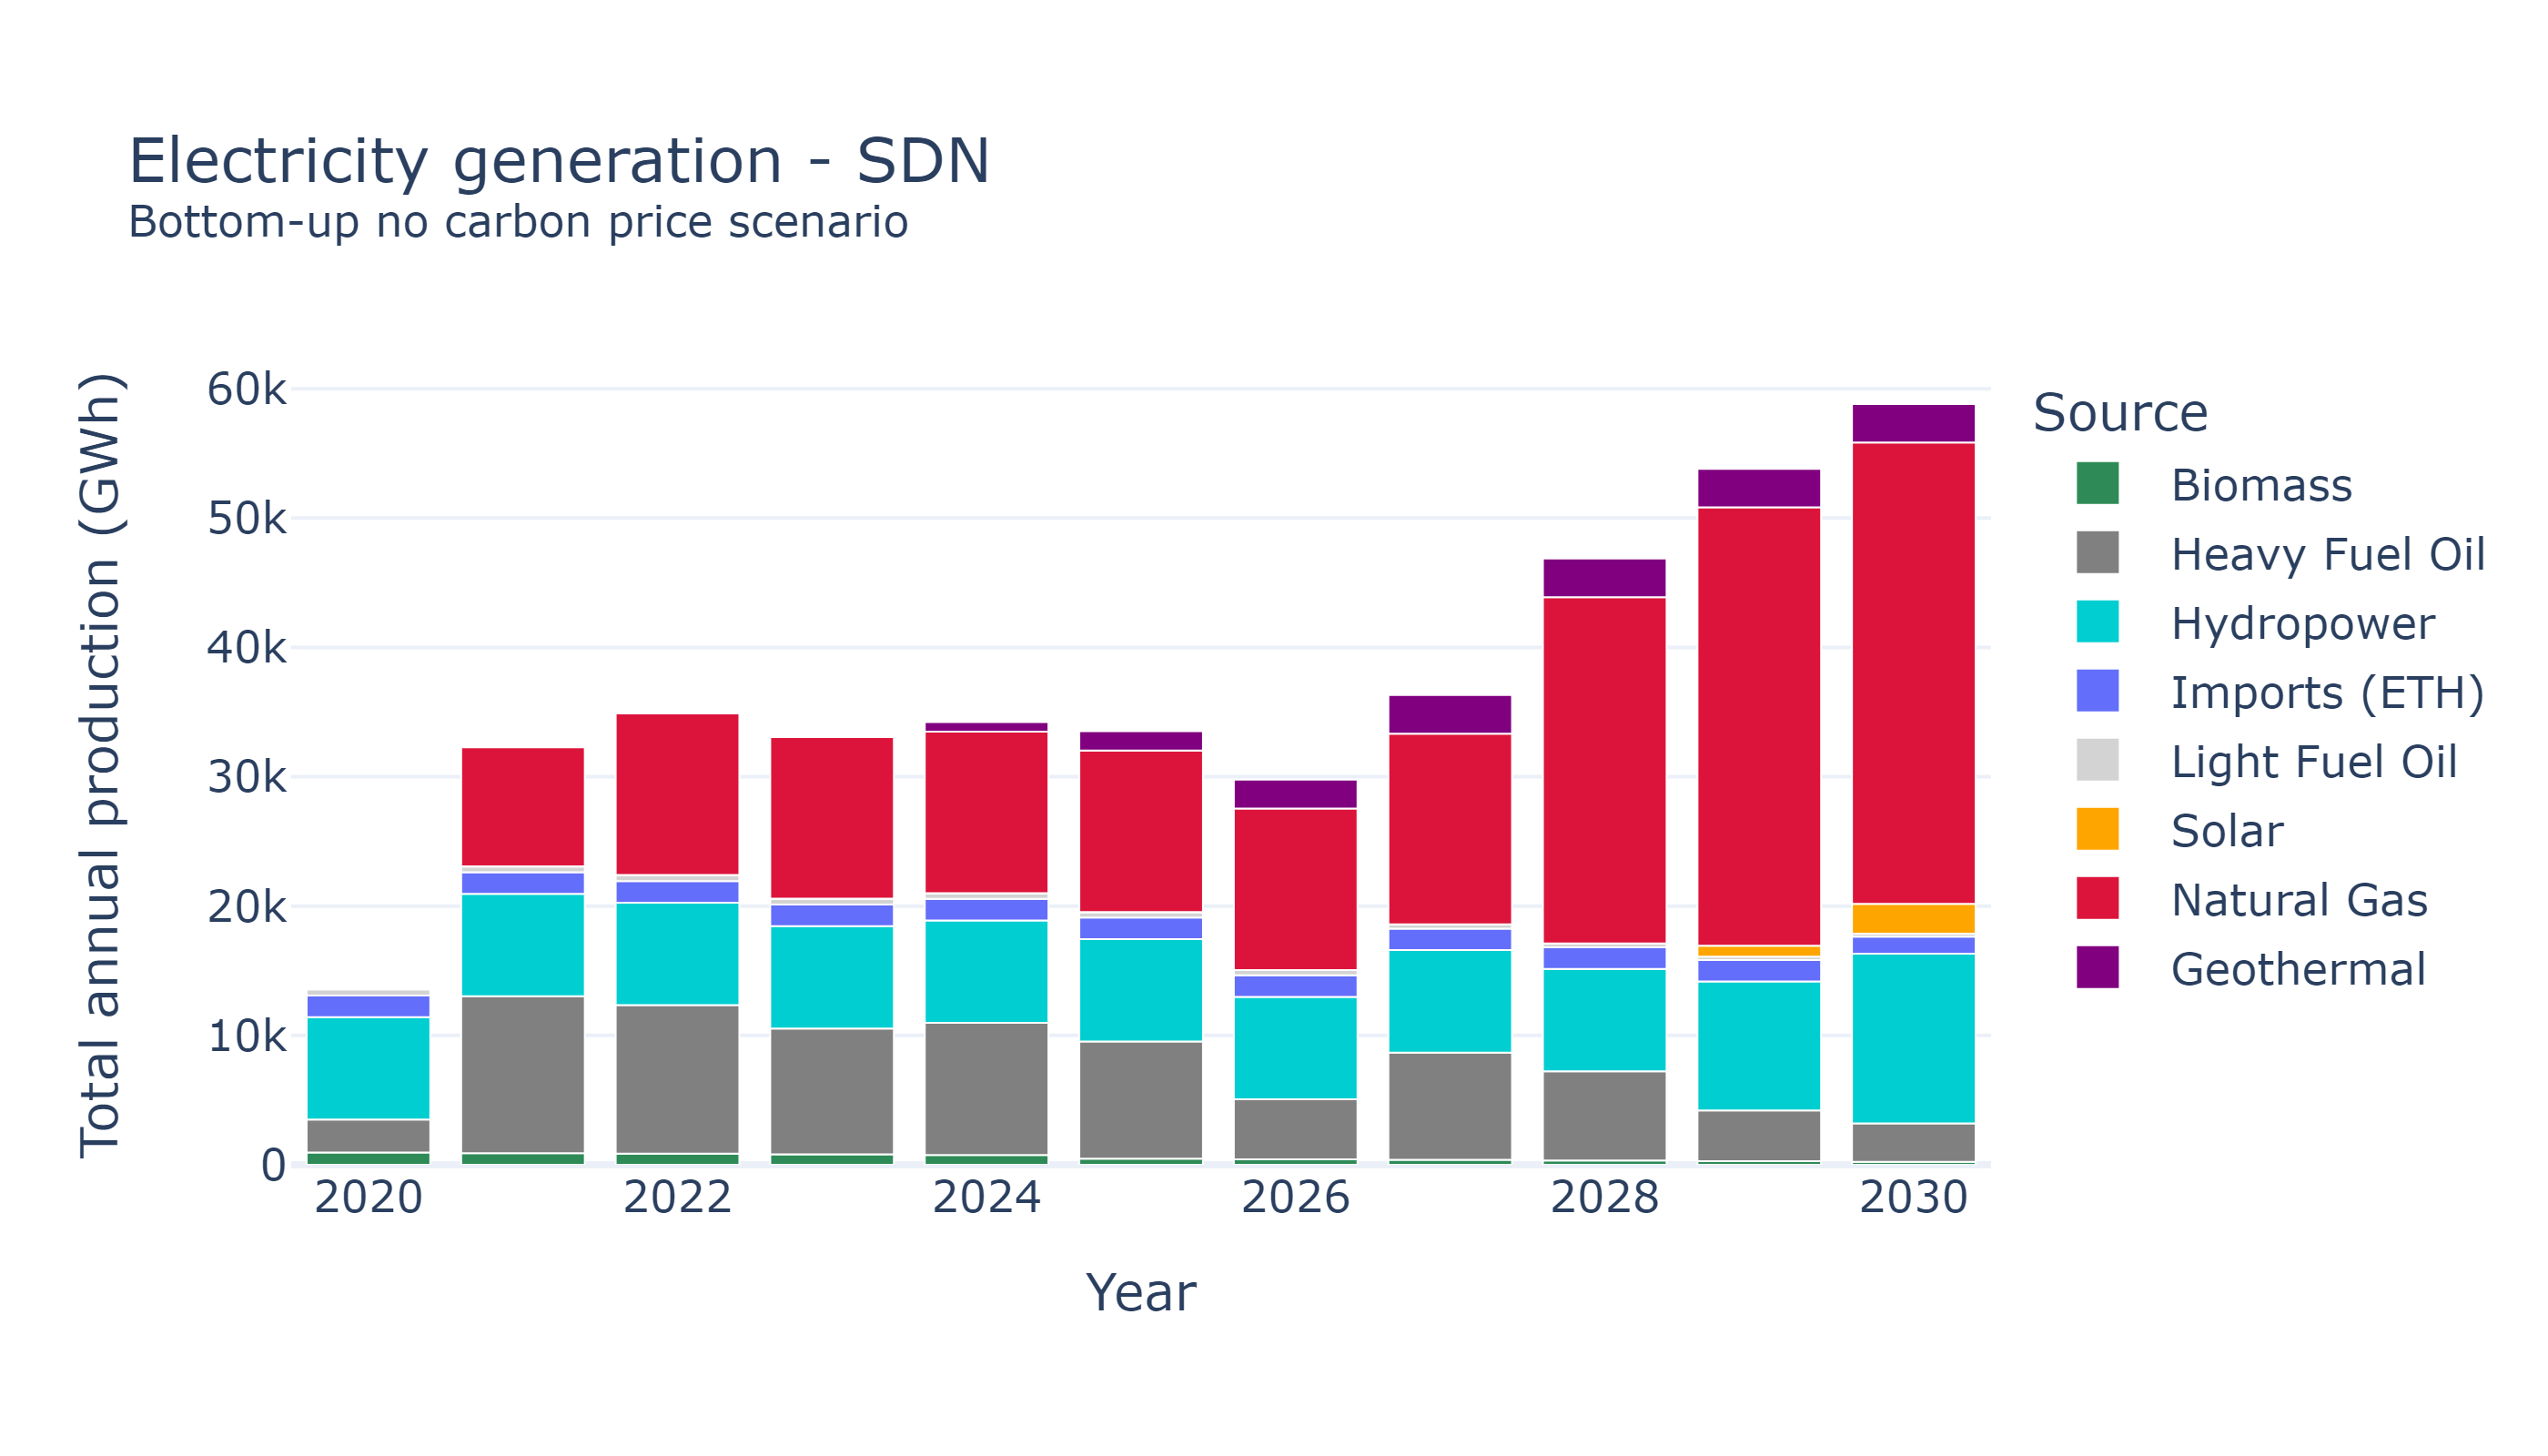 Electricity generation - SDN
Bottom-up no carbon price scenario
Total annual production (GWh)
60k
50k
40k
30k
20k
10k
0
2020
2022
2024
2026
2028
2030
Year
Source
Biomass
Heavy Fuel Oil
Hydropower
Imports (ETH)
Light Fuel Oil
Solar
Natural Gas
Geothermal